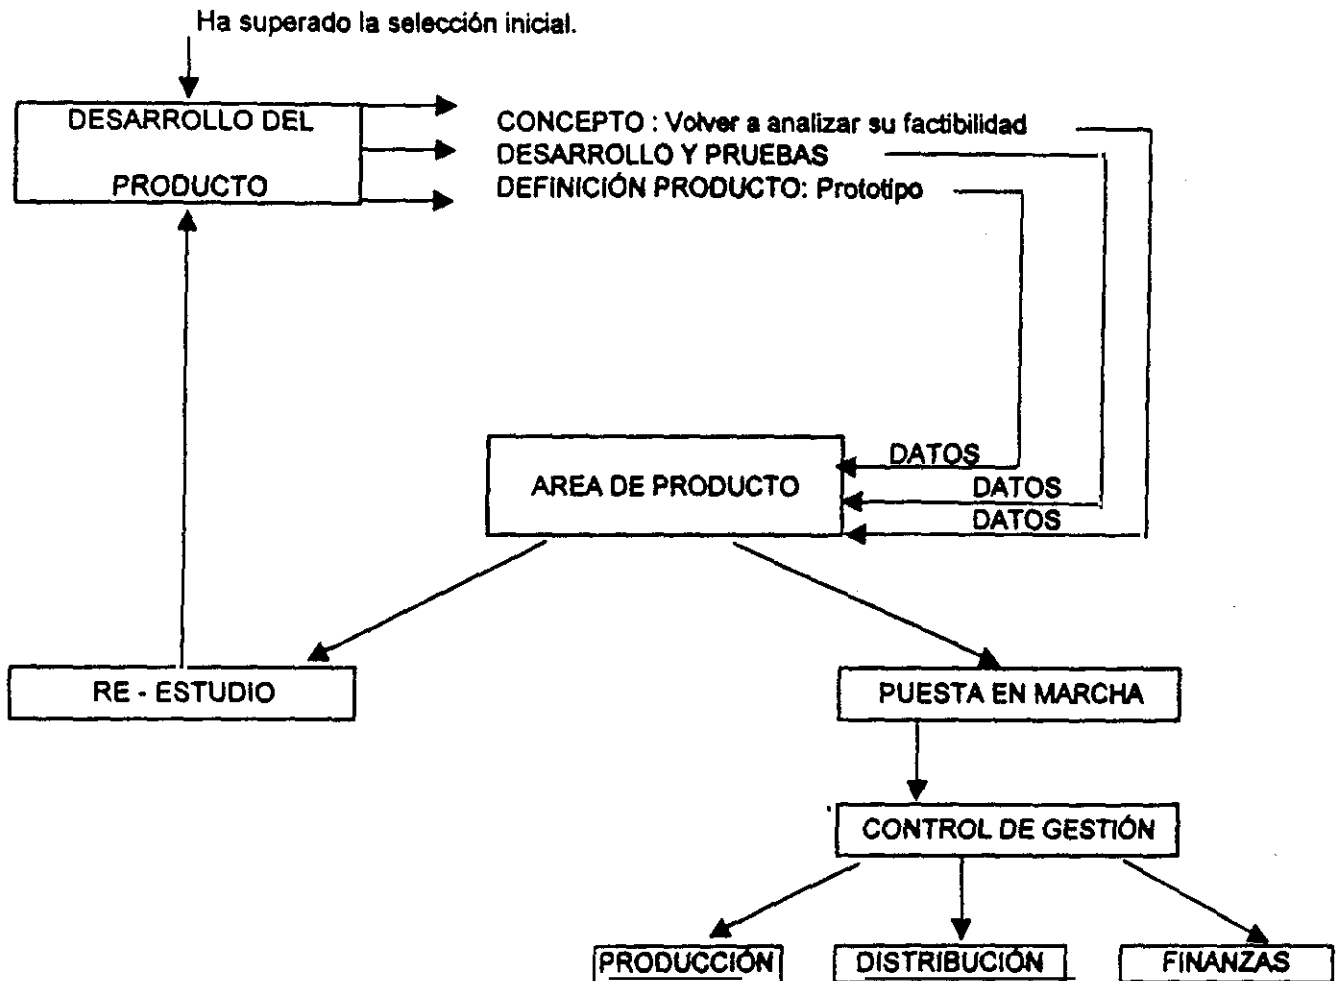 Ha superado la selección inicial.
DESARROLLO DEL
PRODUCTO
CONCEPTO : Volver a analizar su factibilidad
DESARROLLO Y PRUEBAS
DEFINICIÓN PRODUCTO: Prototipo
DATOS
AREA DE PRODUCTO
DATOS
DATOS
RE - ESTUDIO
PUESTA EN MARCHA
CONTROL DE GESTIÓN
PRODUCCIÓN
DISTRIBUCIÓN
FINANZAS